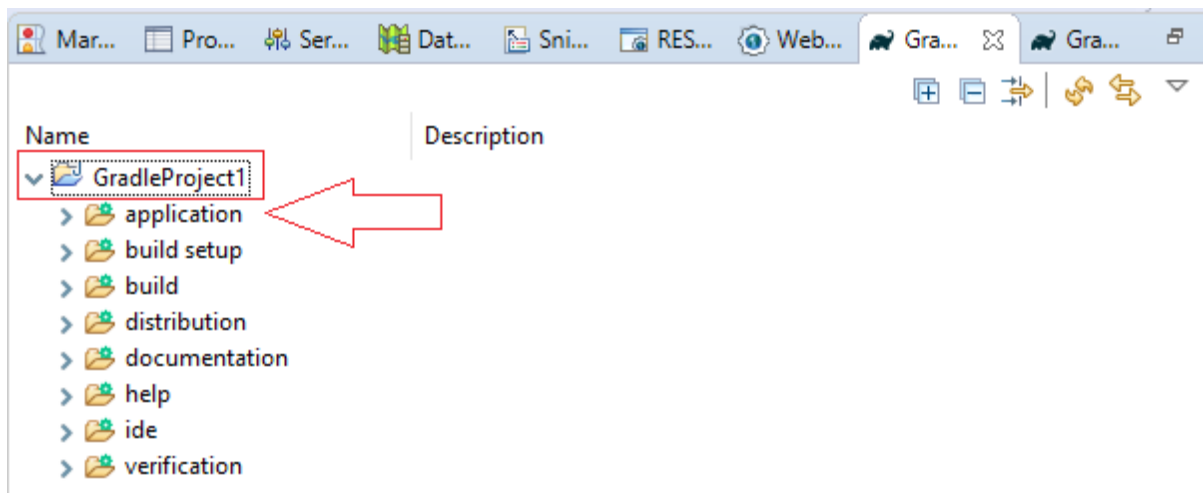 Mar... Pro... Ser... Dat... Sni... RES... Web... Gra... Gra...
Name Description
GradleProject1
application
build setup
build
distribution
documentation
help
ide
verification